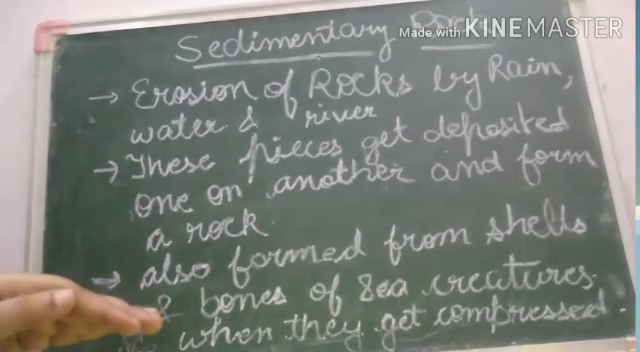 Made with KINEMASTER
Sedimentary Rock
→ Erosion of Rocks by Rain,
water & river
→ These pieces get deposited
one on another and form
a rock.
→ also formed from shells
& bones of sea creatures.
when they get compressed.